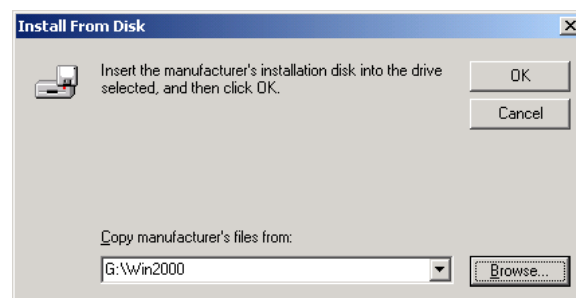 Install From Disk
Insert the manufacturer's installation disk into the drive
selected, and then click OK.
OK
Cancel
Copy manufacturer's files from:
G:\Win2000
Browse...